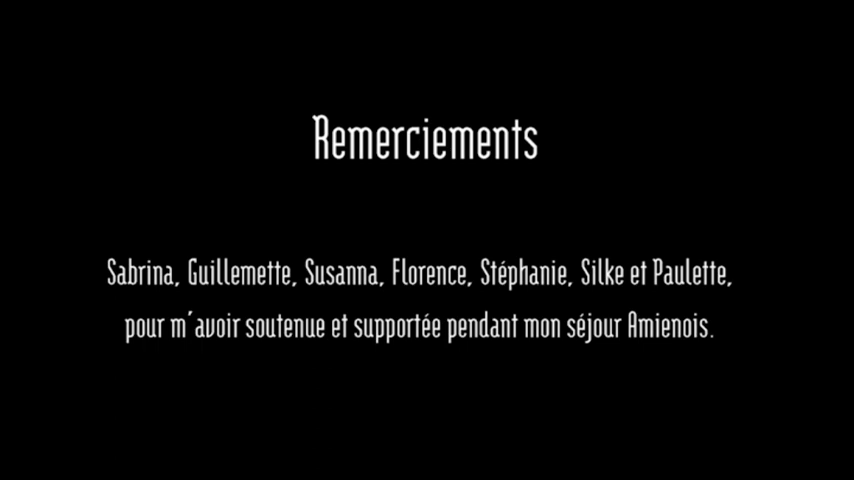 Remerciements
Sabrina, Guillemette, Susanna, Florence, Stéphanie, Silke et Paulette,
pour m'avoir soutenue et supportée pendant mon séjour Amienois.